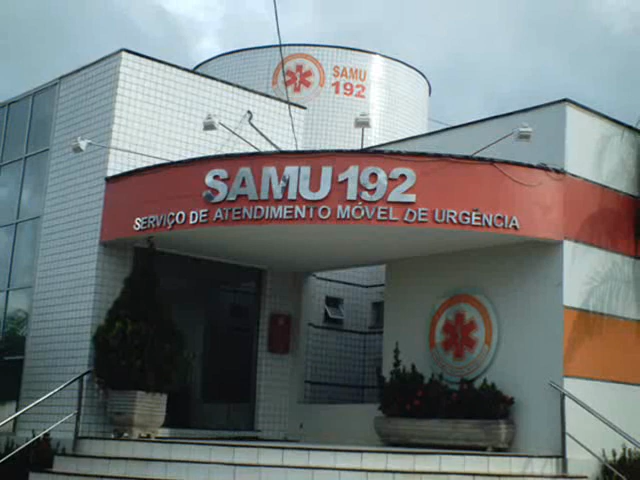 SAMU
192
SAMU 192
SERVIÇO DE ATENDIMENTO MÓVEL DE URGÊNCIA